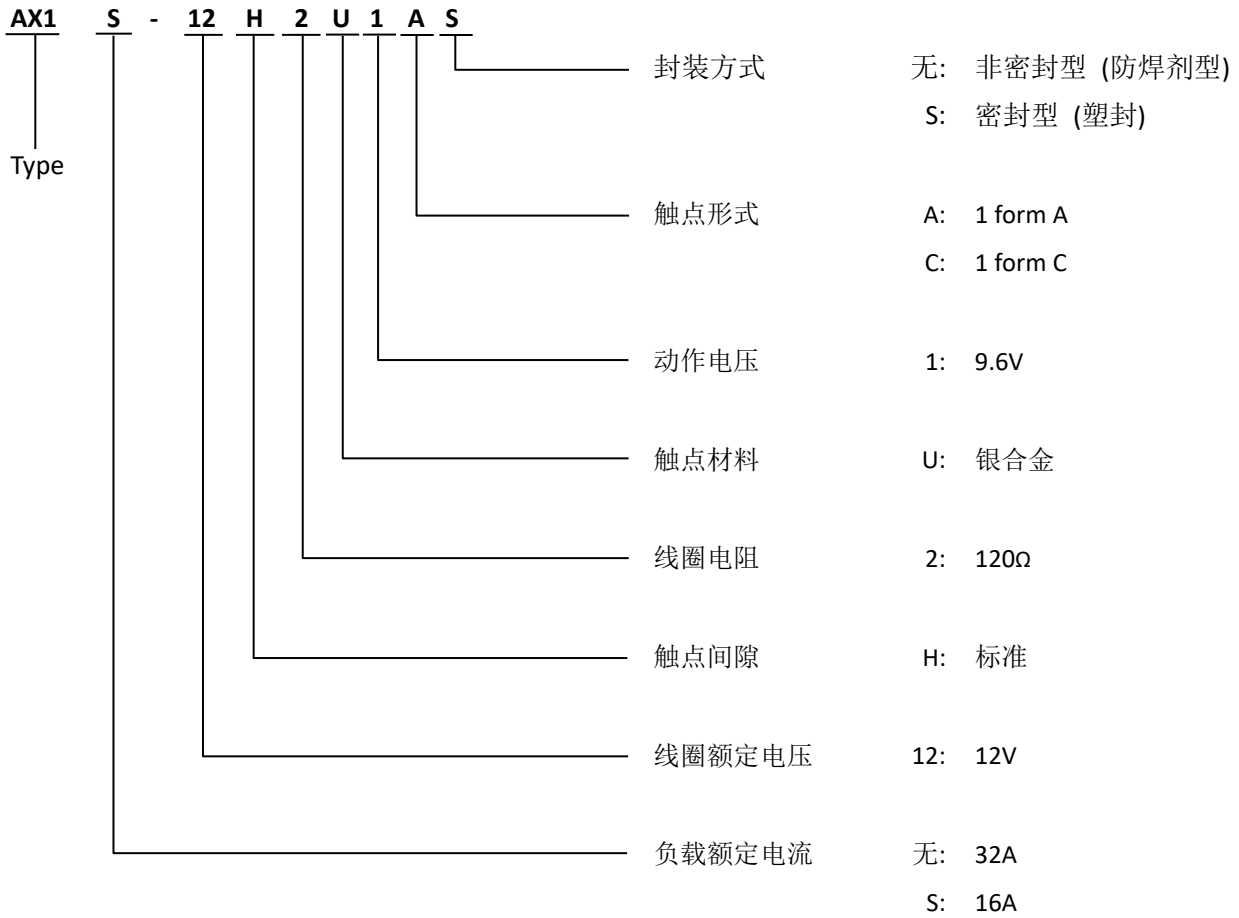 AX1 S - 12 H 2 U 1 A S
封装方式 无: 非密封型 (防焊剂型)
S: 密封型 (塑封)
Type
触点形式 A: 1 form A
C: 1 form C
动作电压 1: 9.6V
触点材料 U: 银合金
线圈电阻 2: 120Ω
触点间隙 H: 标准
线圈额定电压 12: 12V
负载额定电流 无: 32A
S: 16A